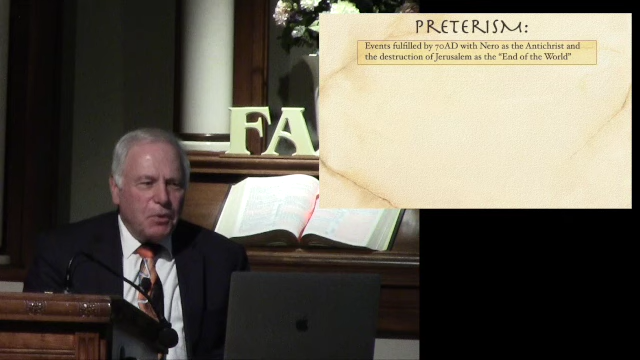 PRETERISM:
Events fulfilled by 70AD with Nero as the Antichrist and
the destruction of Jerusalem as the "End of the World"
FA